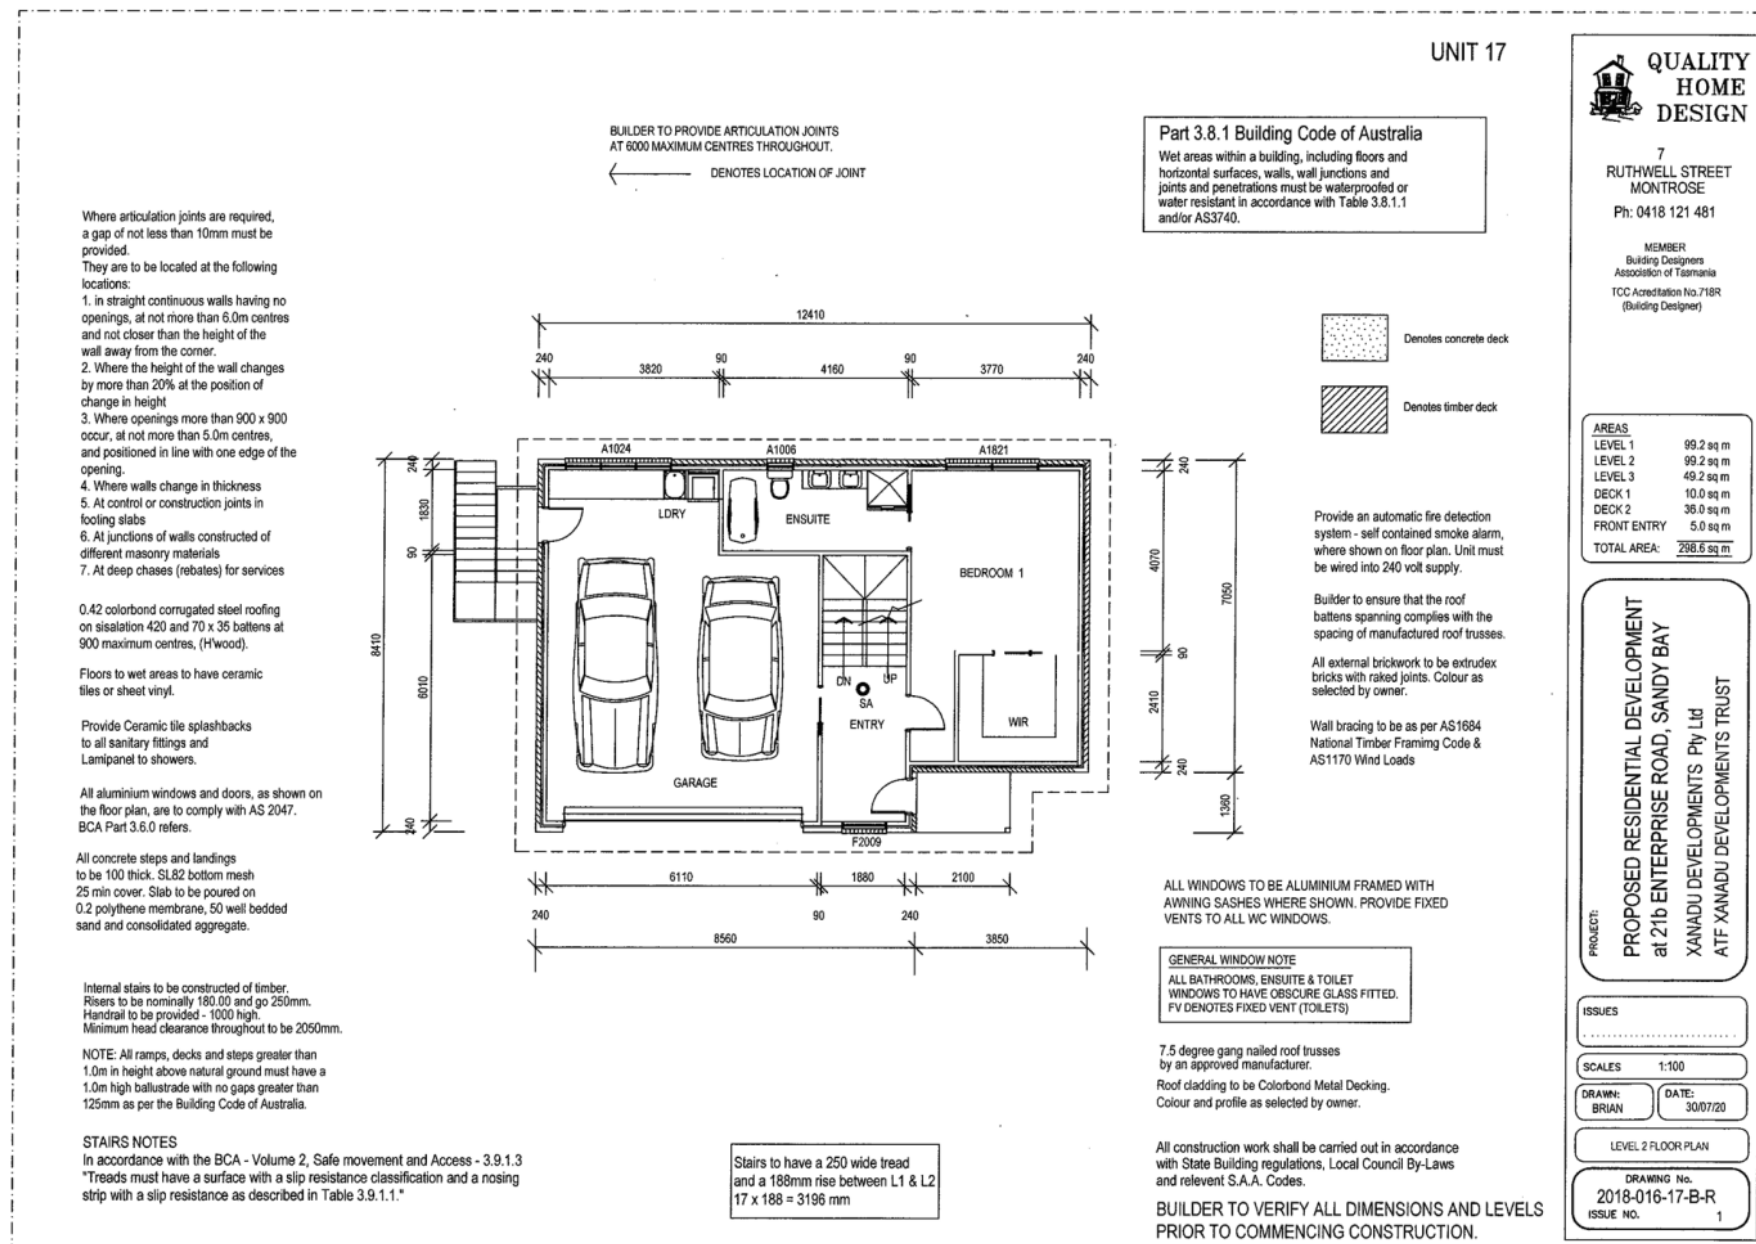 UNIT 17
BUILDER TO PROVIDE ARTICULATION JOINTS
AT 6000 MAXIMUM CENTRES THROUGHOUT.
DENOTES LOCATION OF JOINT
Part 3.8.1 Building Code of Australia
Wet areas within a building, including floors and
horizontal surfaces, walls, wall junctions and
joints and penetrations must be waterproofed or
water resistant in accordance with Table 3.8.1.1
and/or AS3740.
Where articulation joints are required,
a gap of not less than 10mm must be
provided.
They are to be located at the following
locations:
1. in straight continuous walls having no
openings, at not more than 6.0m centres
and not closer than the height of the
wall away from the corner.
2. Where the height of the wall changes
by more than 20% at the position of
change in height
3. Where openings more than 900 x 900
occur, at not more than 5.0m centres,
and positioned in line with one edge of the
opening.
4. Where walls change in thickness
5. At control or construction joints in
footing slabs
6. At junctions of walls constructed of
different masonry materials
7. At deep chases (rebates) for services
0.42 colorbond corrugated steel roofing
on sisalation 420 and 70 x 35 battens at
900 maximum centres, (H'wood).
Floors to wet areas to have ceramic
tiles or sheet vinyl.
Provide Ceramic tile splashbacks
to all sanitary fittings and
Lamipanel to showers.
All aluminium windows and doors, as shown on
the floor plan, are to comply with AS 2047.
BCA Part 3.6.0 refers.
All concrete steps and landings
to be 100 thick. SL82 bottom mesh
25 min cover. Slab to be poured on
0.2 polythene membrane, 50 well bedded
sand and consolidated aggregate.
Internal stairs to be constructed of timber.
Risers to be nominally 180.00 and go 250mm.
Handrail to be provided - 1000 high.
Minimum head clearance throughout to be 2050mm.
NOTE: All ramps, decks and steps greater than
1.0m in height above natural ground must have a
1.0m high ballustrade with no gaps greater than
125mm as per the Building Code of Australia.
STAIRS NOTES
In accordance with the BCA - Volume 2, Safe movement and Access - 3.9.1.3
"Treads must have a surface with a slip resistance classification and a nosing
strip with a slip resistance as described in Table 3.9.1.1."
12410
240 3820 90 4160 90 3770 240
A1024 A1006 A1821
8410
240
1830
90
6010
240
LDRY
ENSUITE
BEDROOM 1
DN UP
SA
ENTRY
WIR
GARAGE
F2009
240
4070
90
2410
240
7050
1360
6110 1880 2100
240 90 240
8560 3850
Stairs to have a 250 wide tread
and a 188mm rise between L1 & L2
17 x 188 = 3196 mm
Denotes concrete deck
Denotes timber deck
Provide an automatic fire detection
system - self contained smoke alarm,
where shown on floor plan. Unit must
be wired into 240 volt supply.
Builder to ensure that the roof
battens spanning complies with the
spacing of manufactured roof trusses.
All external brickwork to be extrudex
bricks with raked joints. Colour as
selected by owner.
Wall bracing to be as per AS1684
National Timber Framimg Code &
AS1170 Wind Loads
ALL WINDOWS TO BE ALUMINIUM FRAMED WITH
AWNING SASHES WHERE SHOWN. PROVIDE FIXED
VENTS TO ALL WC WINDOWS.
GENERAL WINDOW NOTE
ALL BATHROOMS, ENSUITE & TOILET
WINDOWS TO HAVE OBSCURE GLASS FITTED.
FV DENOTES FIXED VENT (TOILETS)
7.5 degree gang nailed roof trusses
by an approved manufacturer.
Roof cladding to be Colorbond Metal Decking.
Colour and profile as selected by owner.
All construction work shall be carried out in accordance
with State Building regulations, Local Council By-Laws
and relevent S.A.A. Codes.
BUILDER TO VERIFY ALL DIMENSIONS AND LEVELS
PRIOR TO COMMENCING CONSTRUCTION.
QUALITY
HOME
DESIGN
7
RUTHWELL STREET
MONTROSE
Ph: 0418 121 481
MEMBER
Building Designers
Association of Tasmania
TCC Acreditation No.718R
(Building Designer)
AREAS
LEVEL 1 99.2 sq m
LEVEL 2 99.2 sq m
LEVEL 3 49.2 sq m
DECK 1 10.0 sq m
DECK 2 36.0 sq m
FRONT ENTRY 5.0 sq m
TOTAL AREA: 298.6 sq m
PROJECT:
PROPOSED RESIDENTIAL DEVELOPMENT
at 21b ENTERPRISE ROAD, SANDY BAY
XANADU DEVELOPMENTS Pty Ltd
ATF XANADU DEVELOPMENTS TRUST
ISSUES
SCALES 1:100
DRAWN:
BRIAN
DATE:
30/07/20
LEVEL 2 FLOOR PLAN
DRAWING No.
2018-016-17-B-R
ISSUE NO. 1